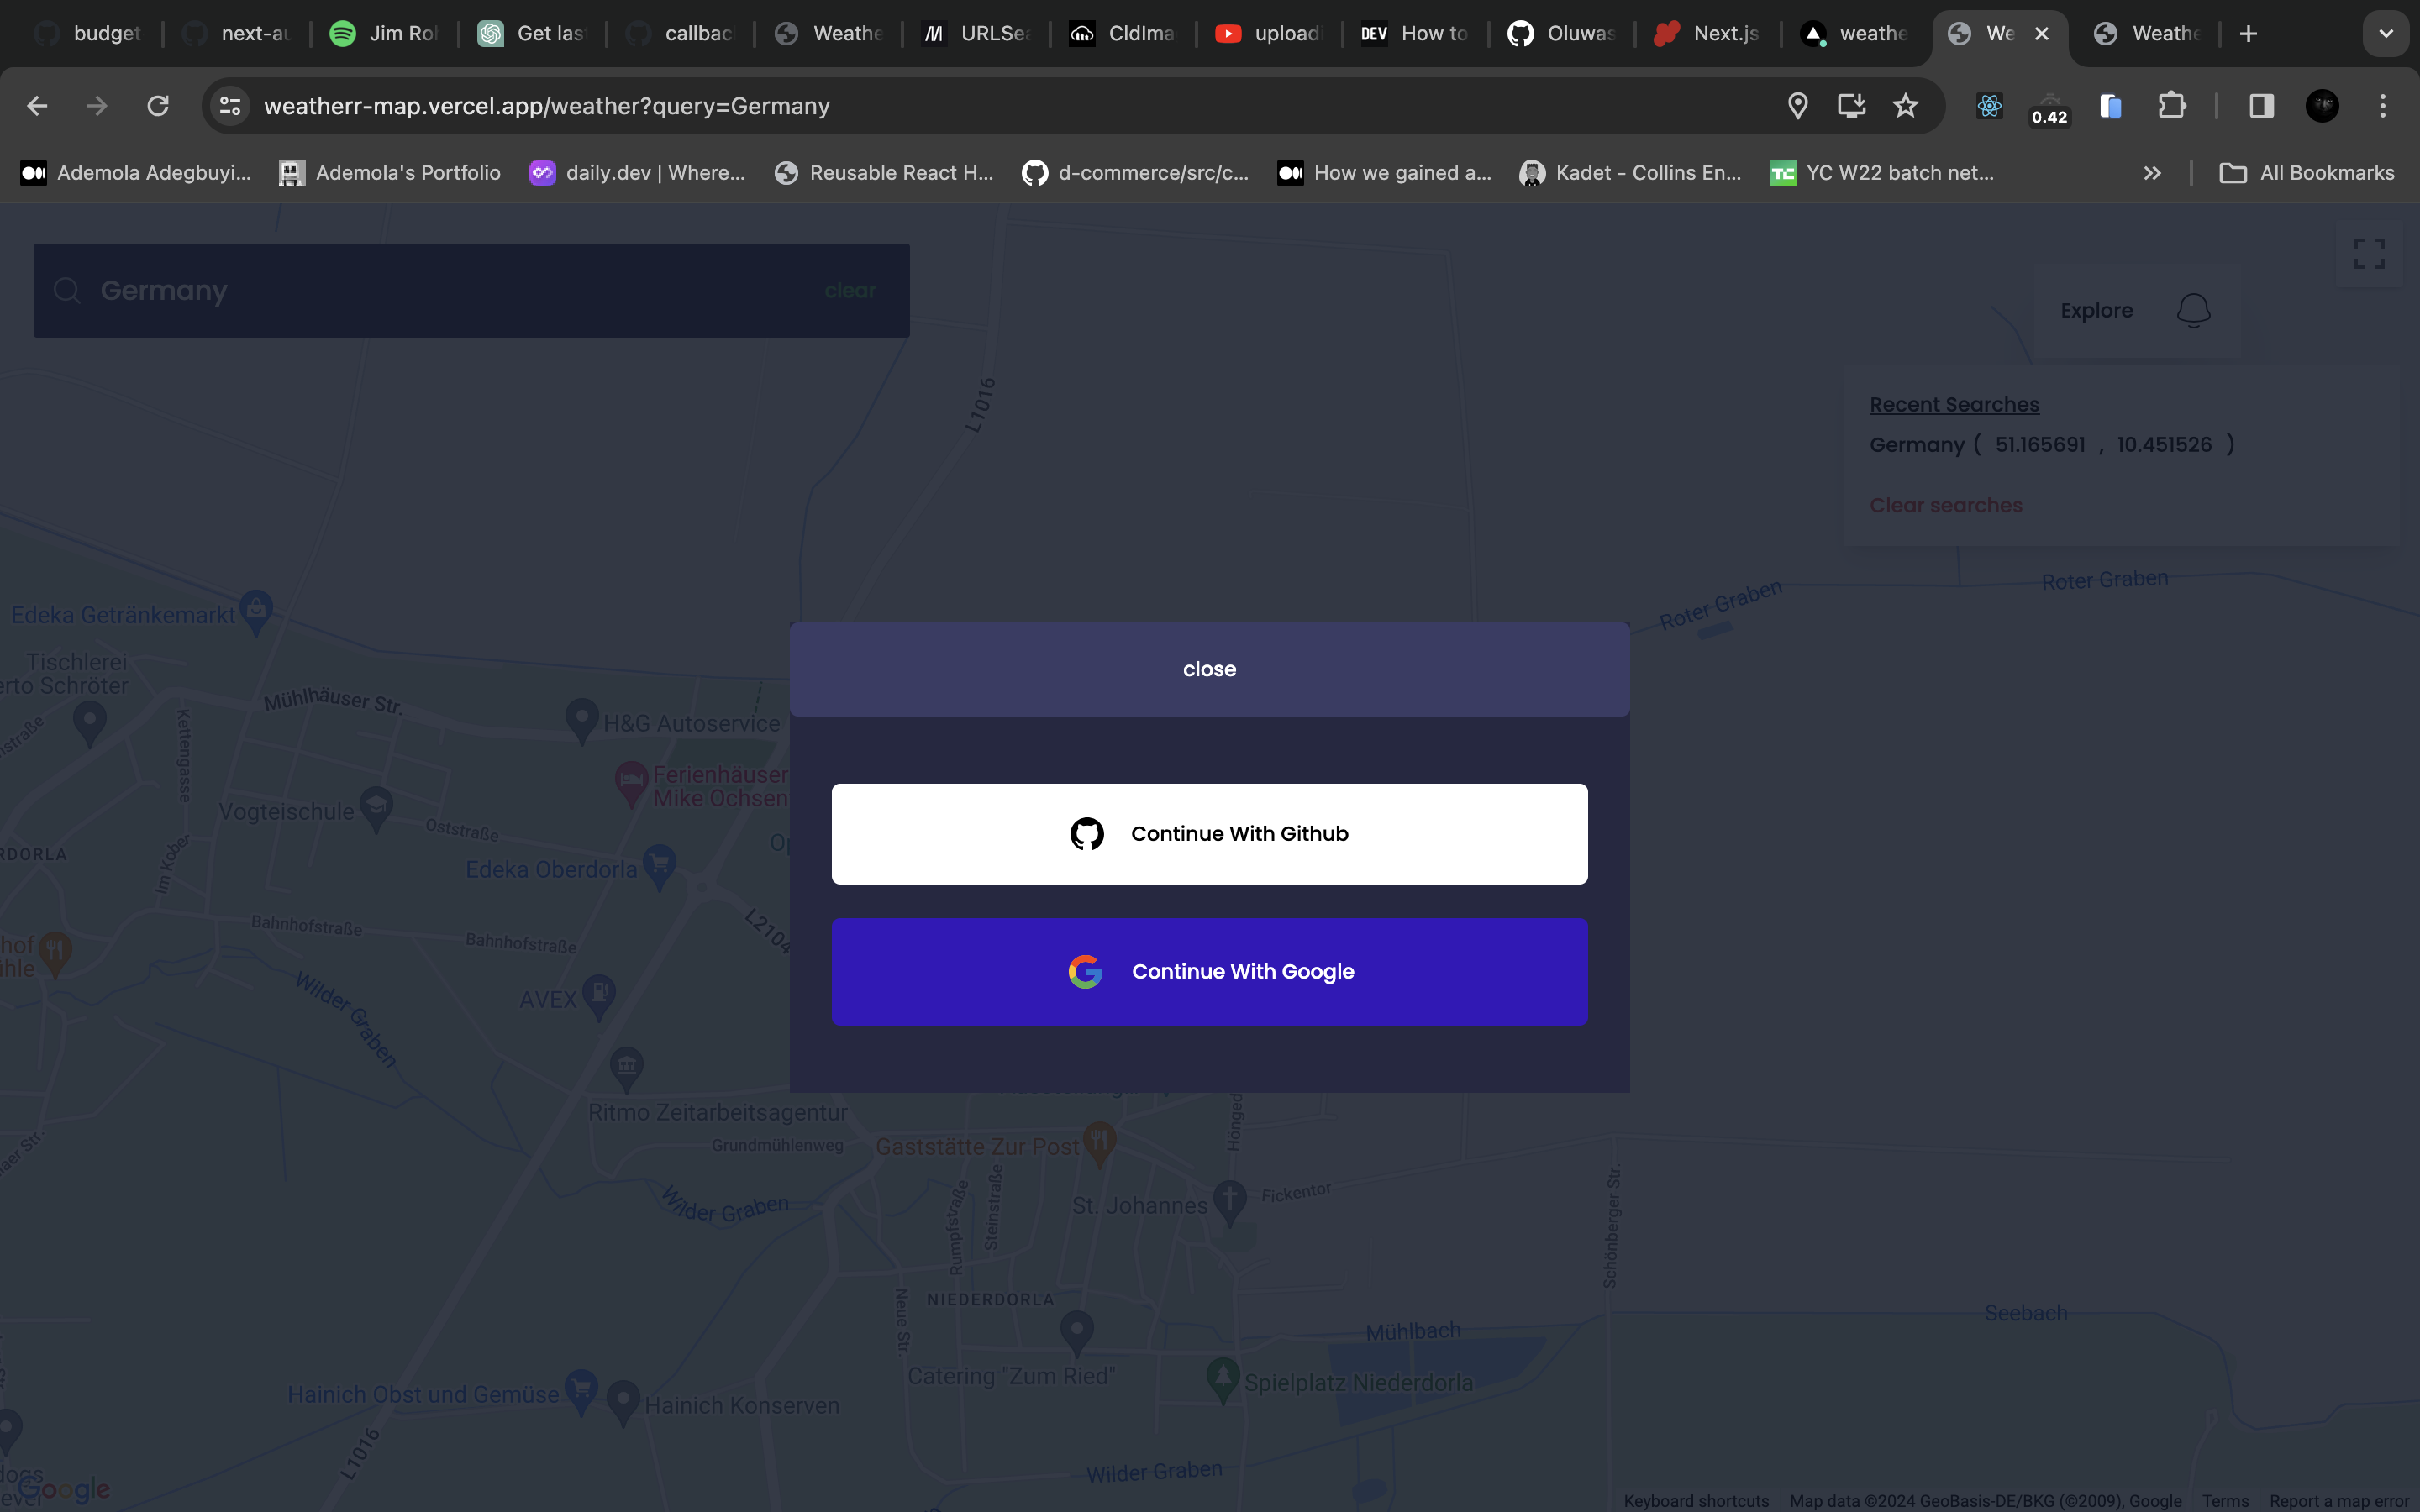 budget
next-au
Jim Roh
Get las
callbac
Weathe
URLSea
CldIma
uploadi
DEV How to
Oluwas
Next.js
weathe
We
Weathe
weatherr-map.vercel.app/weather?query=Germany
0.42
Ademola Adegbuyi...
Ademola's Portfolio
daily.dev | Where...
Reusable React H...
d-commerce/src/c...
How we gained a...
Kadet - Collins En...
TC YC W22 batch net...
All Bookmarks
Germany
clear
Explore
Recent Searches
Germany ( 51.165691 , 10.451526 )
Clear searches
L1016
Roter Graben
Roter Graben
Edeka Getränkemarkt
Tischlerei
erto Schröter
Mühlhäuser Str.
Kettengasse
H&G Autoservice
Ferienhäuser
Mike Ochsen
Vogteischule
Oststraße
Im Kober
Edeka Oberdorla
RDORLA
L2104
Bahnhofstraße
Bahnhofstraße
hof
ühle
Wilder Graben
AVEX
close
Continue With Github
Continue With Google
Ritmo Zeitarbeitsagentur
Grundmühlenweg
Gaststätte Zur Post
Wilder Graben
Rumpfstraße
Steinstraße
St. Johannes
Fickentor
Schönberger Str.
Neue Str.
NIEDERDORLA
Mühlbach
Seebach
Catering "Zum Ried"
Spielplatz Niederdorla
Hainich Obst und Gemüse
Hainich Konserven
L1016
Wilder Graben
Google
Keyboard shortcuts
Map data ©2024 GeoBasis-DE/BKG (©2009), Google
Terms
Report a map error